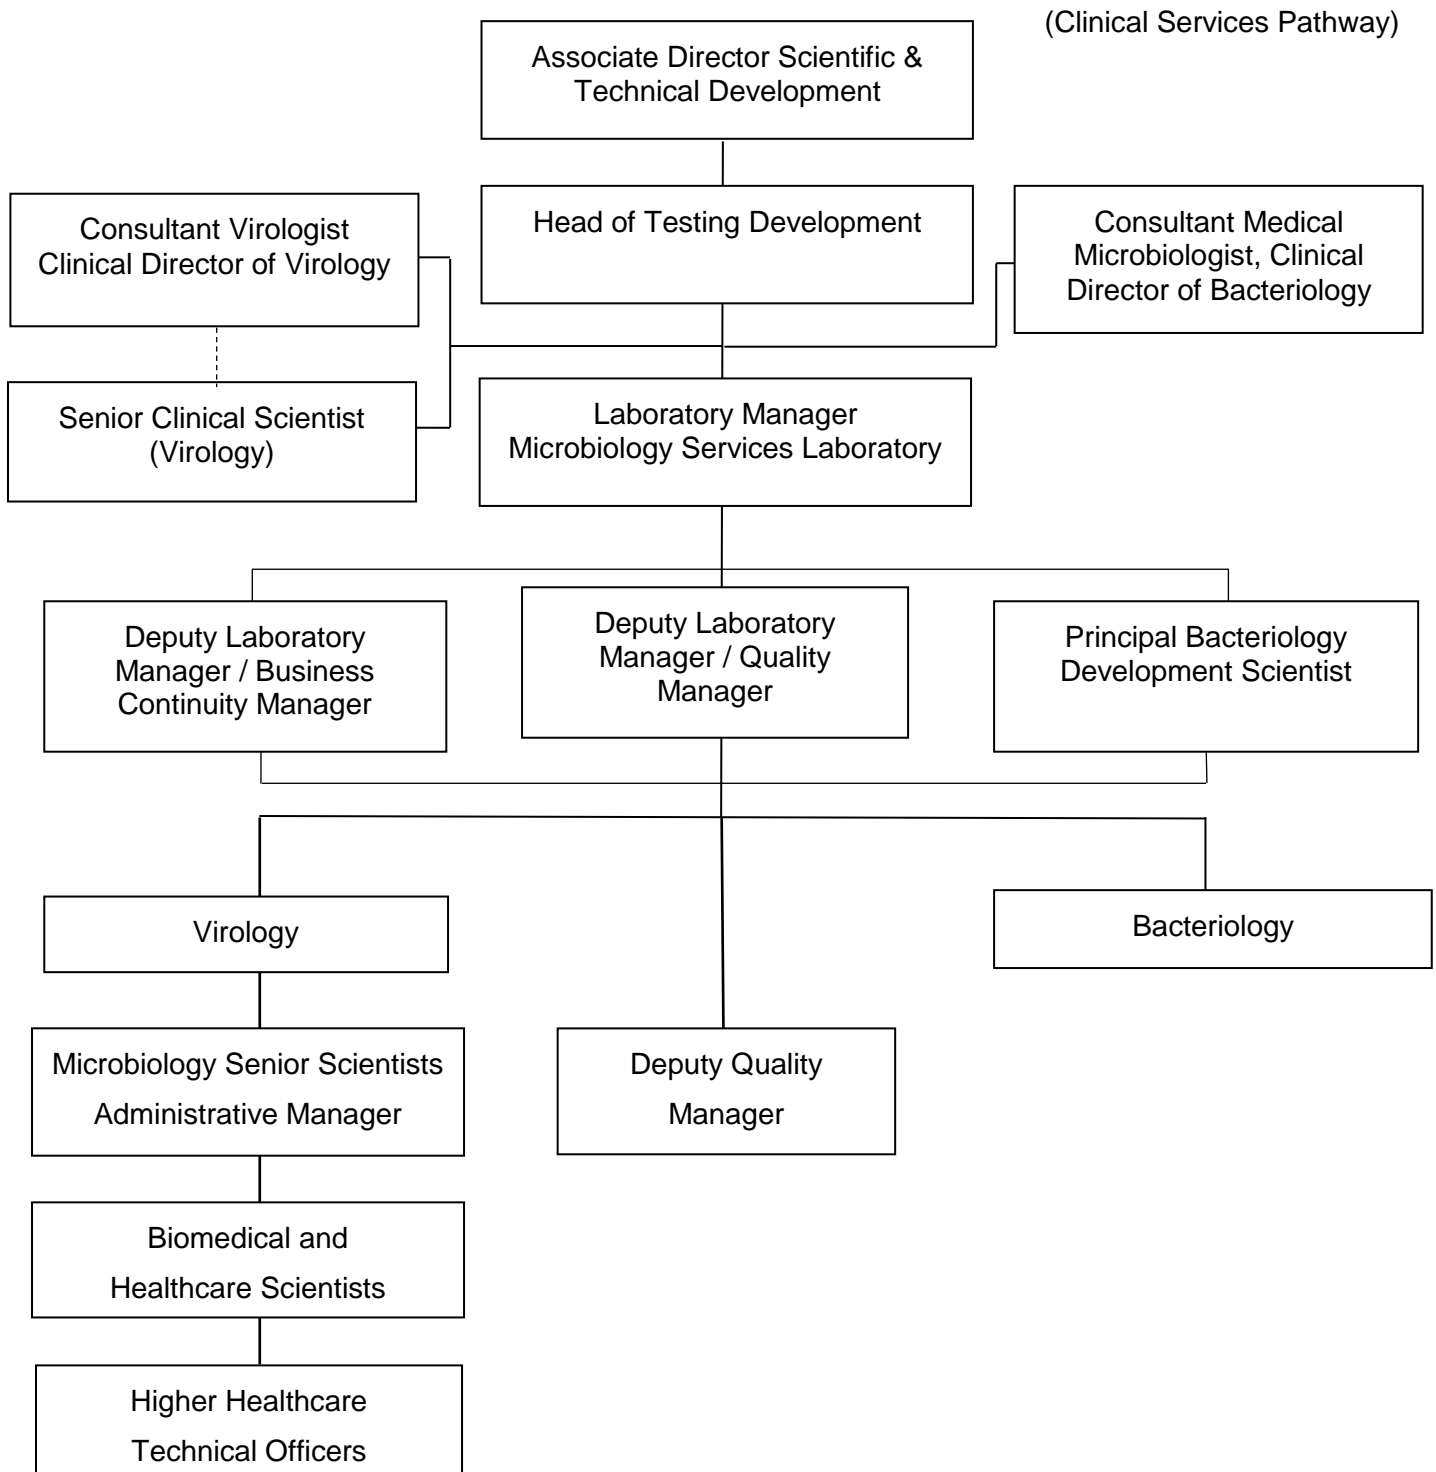 (Clinical Services Pathway)
Associate Director Scientific &
Technical Development
Consultant Virologist
Clinical Director of Virology
Head of Testing Development
Consultant Medical
Microbiologist, Clinical
Director of Bacteriology
Senior Clinical Scientist
(Virology)
Laboratory Manager
Microbiology Services Laboratory
Deputy Laboratory
Manager / Business
Continuity Manager
Deputy Laboratory
Manager / Quality
Manager
Principal Bacteriology
Development Scientist
Virology
Bacteriology
Microbiology Senior Scientists
Administrative Manager
Deputy Quality
Manager
Biomedical and
Healthcare Scientists
Higher Healthcare
Technical Officers